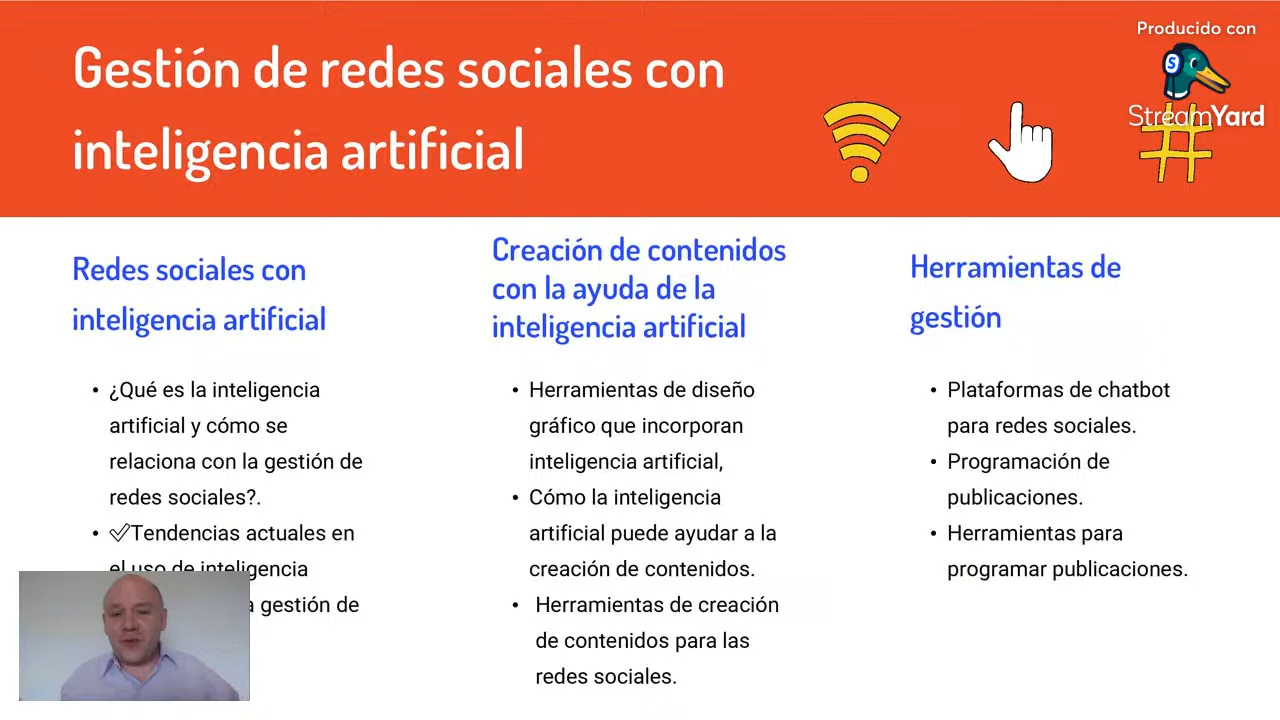 Gestión de redes sociales con
inteligencia artificial
Producido con
StreamYard
Redes sociales con
inteligencia artificial
• ¿Qué es la inteligencia
artificial y cómo se
relaciona con la gestión de
redes sociales?.
• ✅Tendencias actuales en
el uso de inteligencia
gestión de
Creación de contenidos
con la ayuda de la
inteligencia artificial
• Herramientas de diseño
gráfico que incorporan
inteligencia artificial,
• Cómo la inteligencia
artificial puede ayudar a la
creación de contenidos.
• Herramientas de creación
de contenidos para las
redes sociales.
Herramientas de
gestión
• Plataformas de chatbot
para redes sociales.
• Programación de
publicaciones.
• Herramientas para
programar publicaciones.